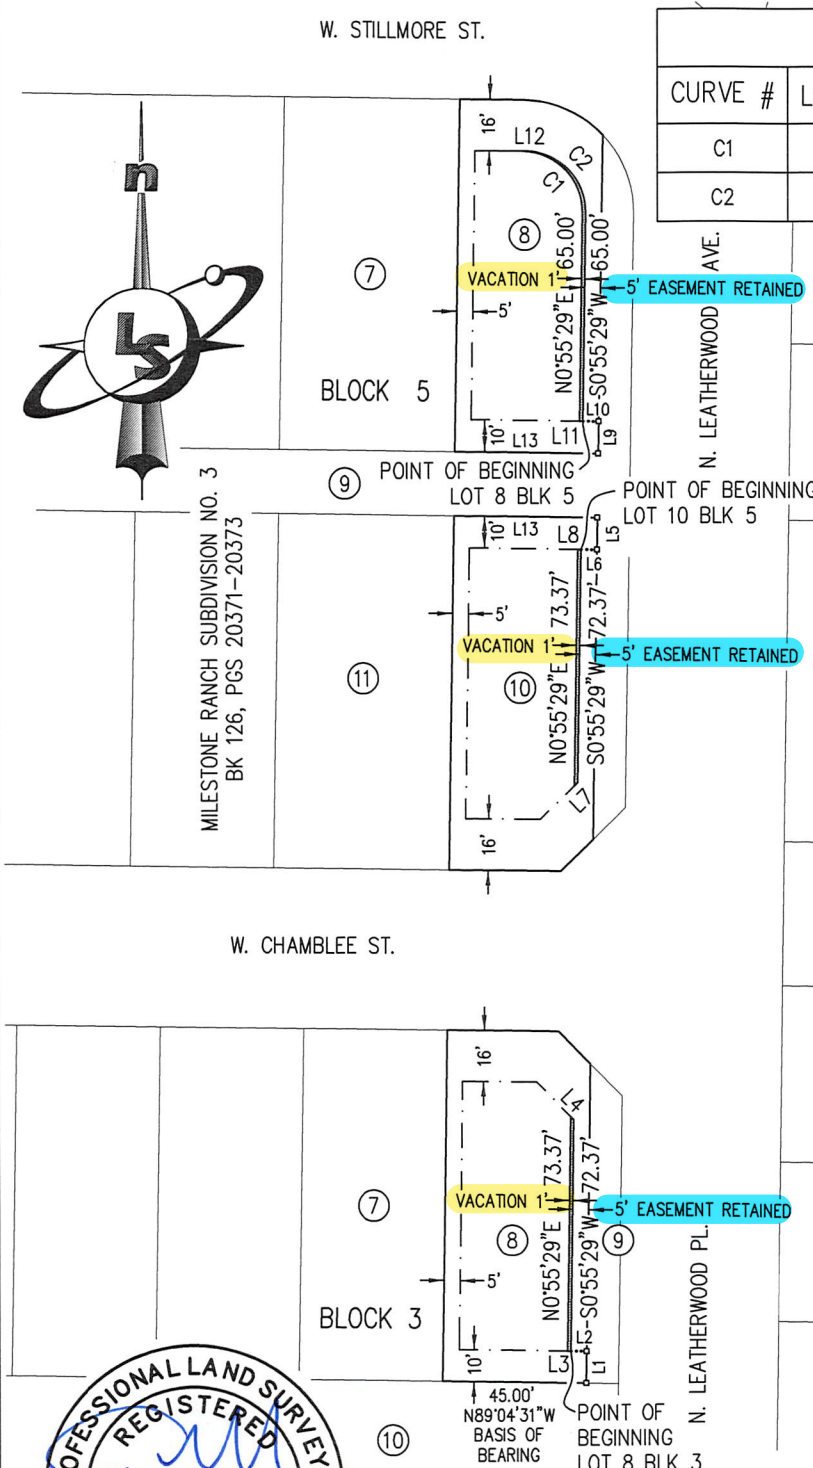 W. STILLMORE ST.
CURVE # L
C1
C2
n
LS
16'
L12
C2
C1
8
7
N0°55'29"E 65.00'
S0°55'29"W 65.00'
VACATION 1'
5' EASEMENT RETAINED
5'
N. LEATHERWOOD AVE.
BLOCK 5
L10
10'
L13
L11
L9
9
POINT OF BEGINNING
LOT 8 BLK 5
POINT OF BEGINNING
LOT 10 BLK 5
MILESTONE RANCH SUBDIVISION NO. 3
BK 126, PGS 20371-20373
10'
L13
L8
L5
L6
5'
N0°55'29"E 73.37'
S0°55'29"W 72.37'
VACATION 1'
5' EASEMENT RETAINED
11
10
L7
16'
W. CHAMBLEE ST.
16'
L4
N0°55'29"E 73.37'
S0°55'29"W 72.37'
7
VACATION 1'
5' EASEMENT RETAINED
8
9
5'
BLOCK 3
N. LEATHERWOOD PL.
L2
10'
L3
L1
45.00'
N89°04'31"W
BASIS OF
BEARING
POINT OF
BEGINNING
LOT 8 BLK 3
10
OFESSIONAL LAND SURVEY
REGISTERED